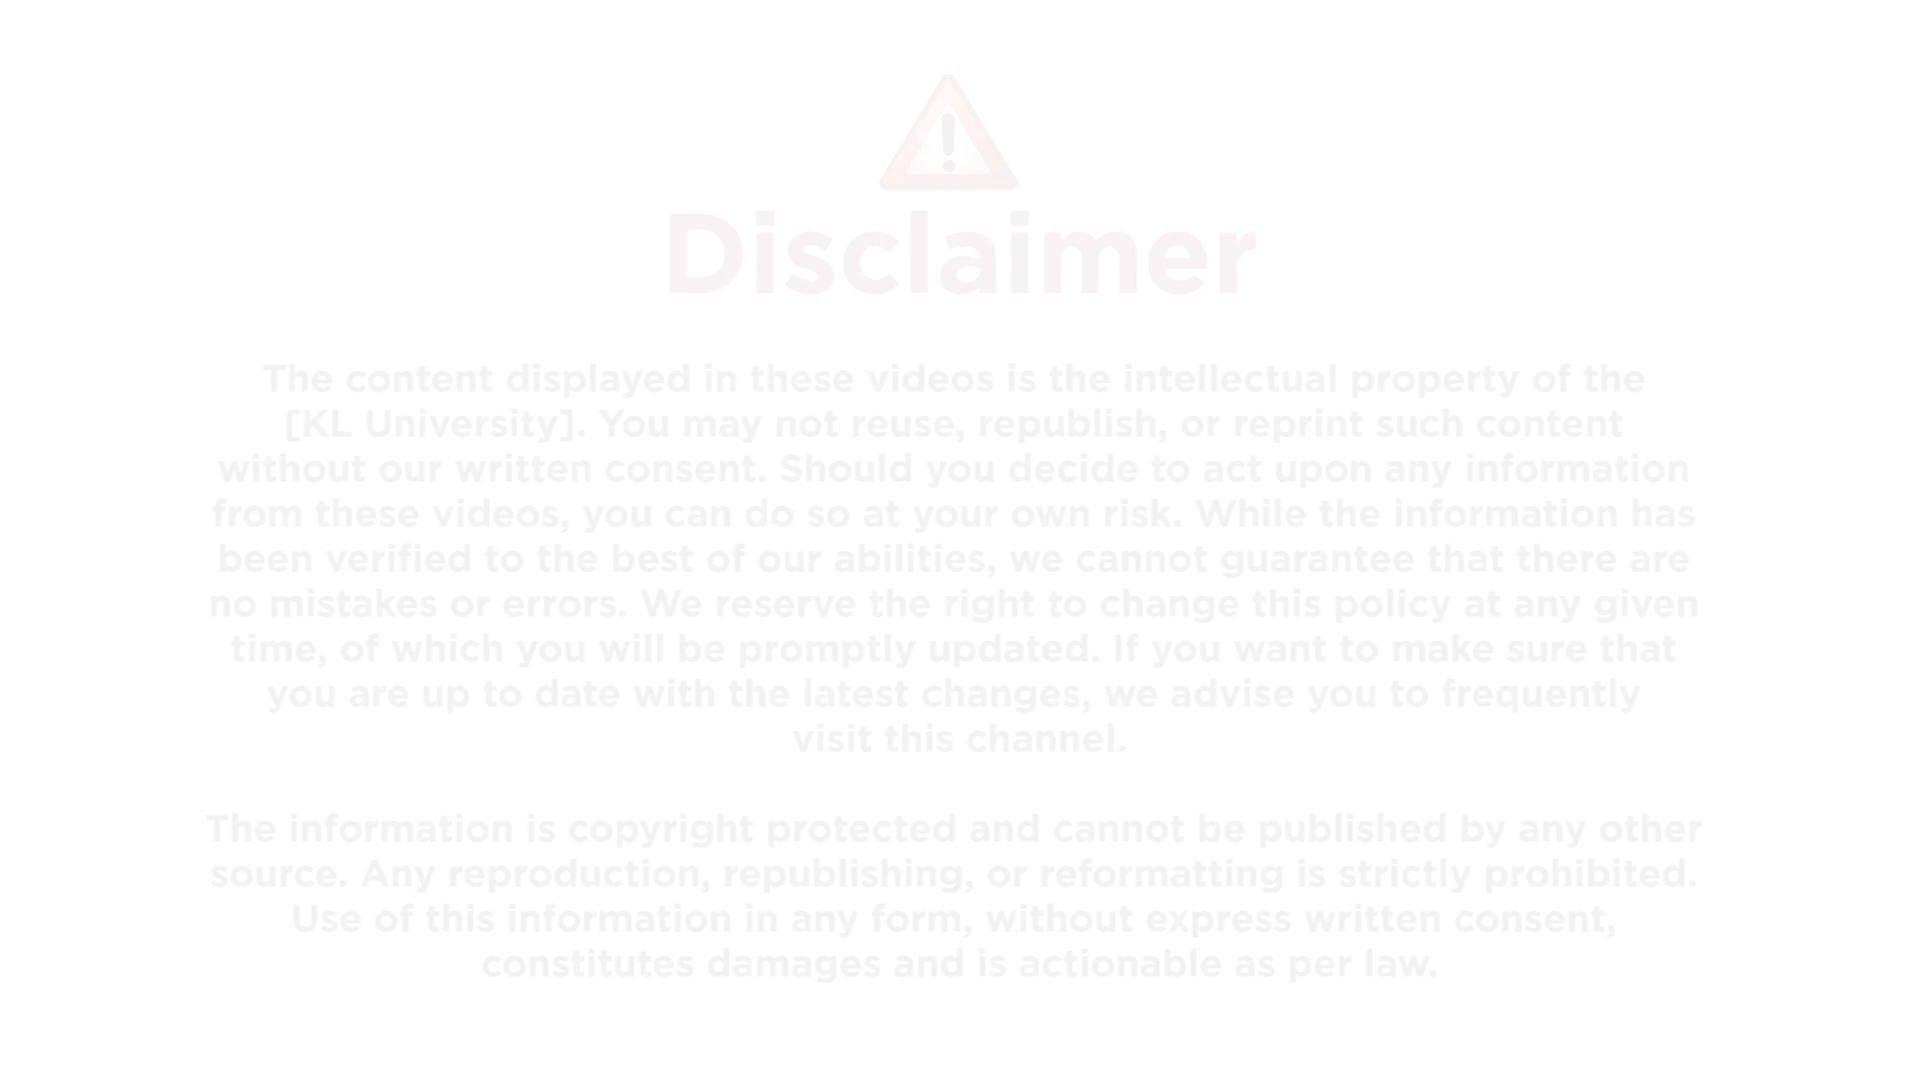 Disclaimer
The content displayed in these videos is the intellectual property of the
[KL University]. You may not reuse, republish, or reprint such content
without our written consent. Should you decide to act upon any information
from these videos, you can do so at your own risk. While the information has
been verified to the best of our abilities, we cannot guarantee that there are
no mistakes or errors. We reserve the right to change this policy at any given
time, of which you will be promptly updated. If you want to make sure that
you are up to date with the latest changes, we advise you to frequently
visit this channel.
The information is copyright protected and cannot be published by any other
source. Any reproduction, republishing, or reformatting is strictly prohibited.
Use of this information in any form, without express written consent,
constitutes damages and is actionable as per law.